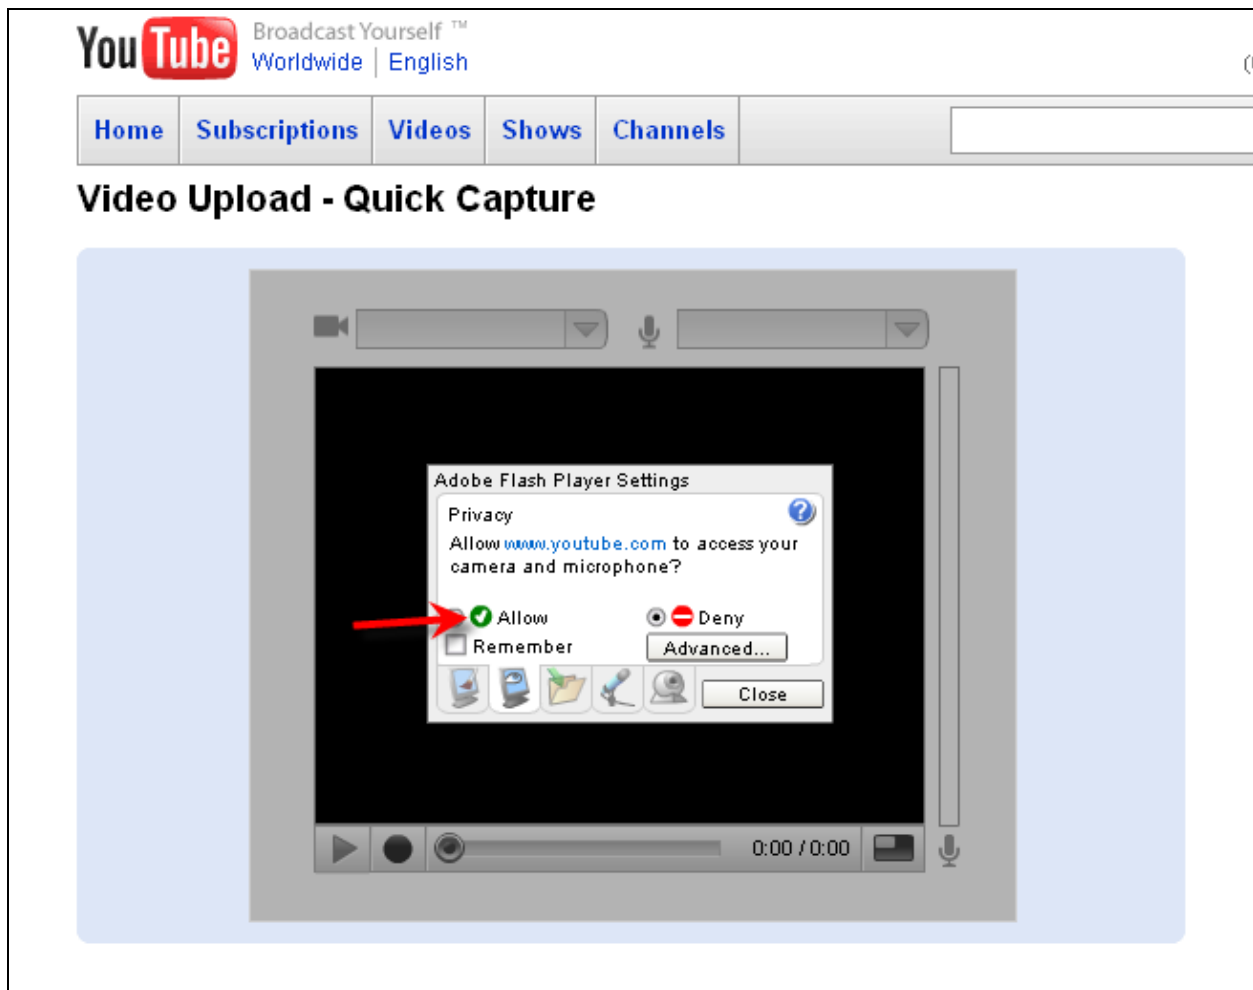 YouTube
Broadcast Yourself ™
Worldwide | English
Home Subscriptions Videos Shows Channels
Video Upload - Quick Capture
Adobe Flash Player Settings
Privacy
Allow www.youtube.com to access your
camera and microphone?
Allow Deny
Remember Advanced...
Close
0:00 / 0:00